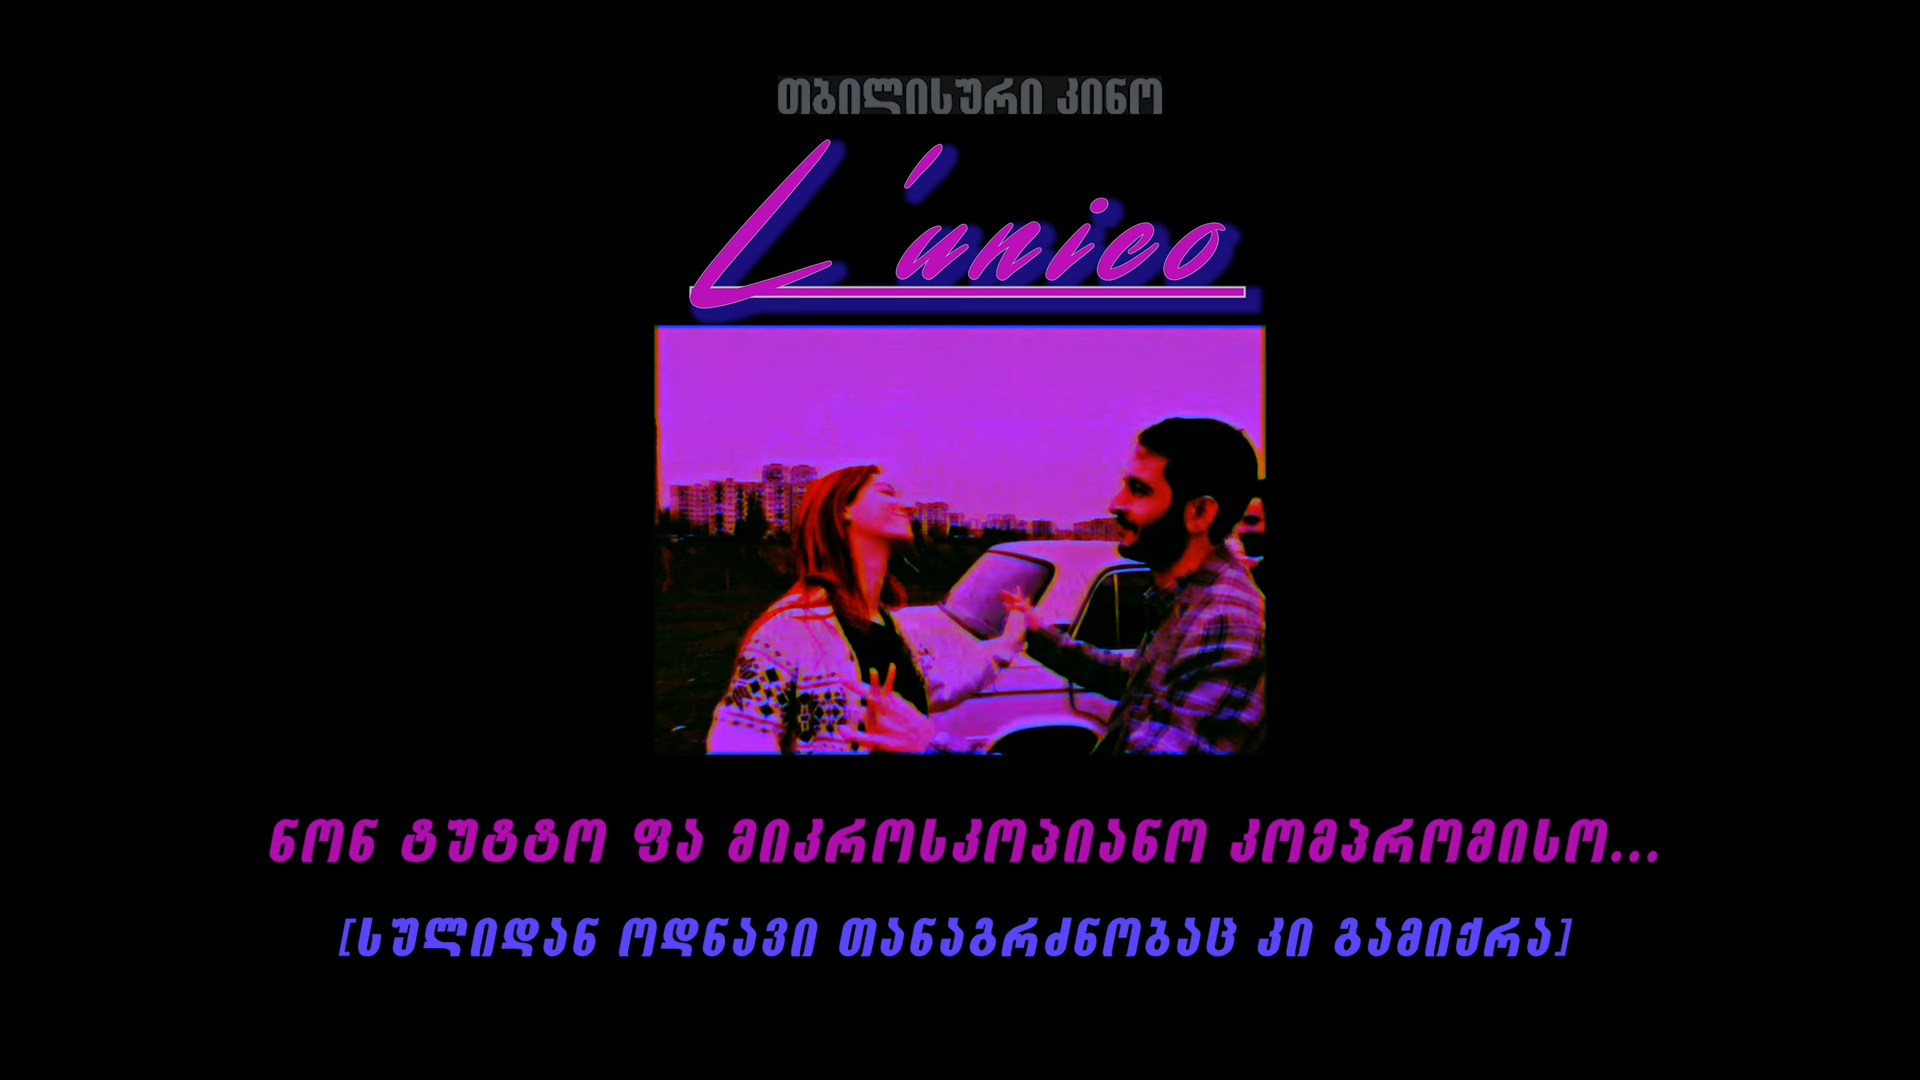 თბილისური კინო
L'unico
ნონ ტუტტო ფა მიკროსკოპიანო კომპრომისო...
[სულიდან ოდნავი თანაგრძნობაც კი გამიქრა]